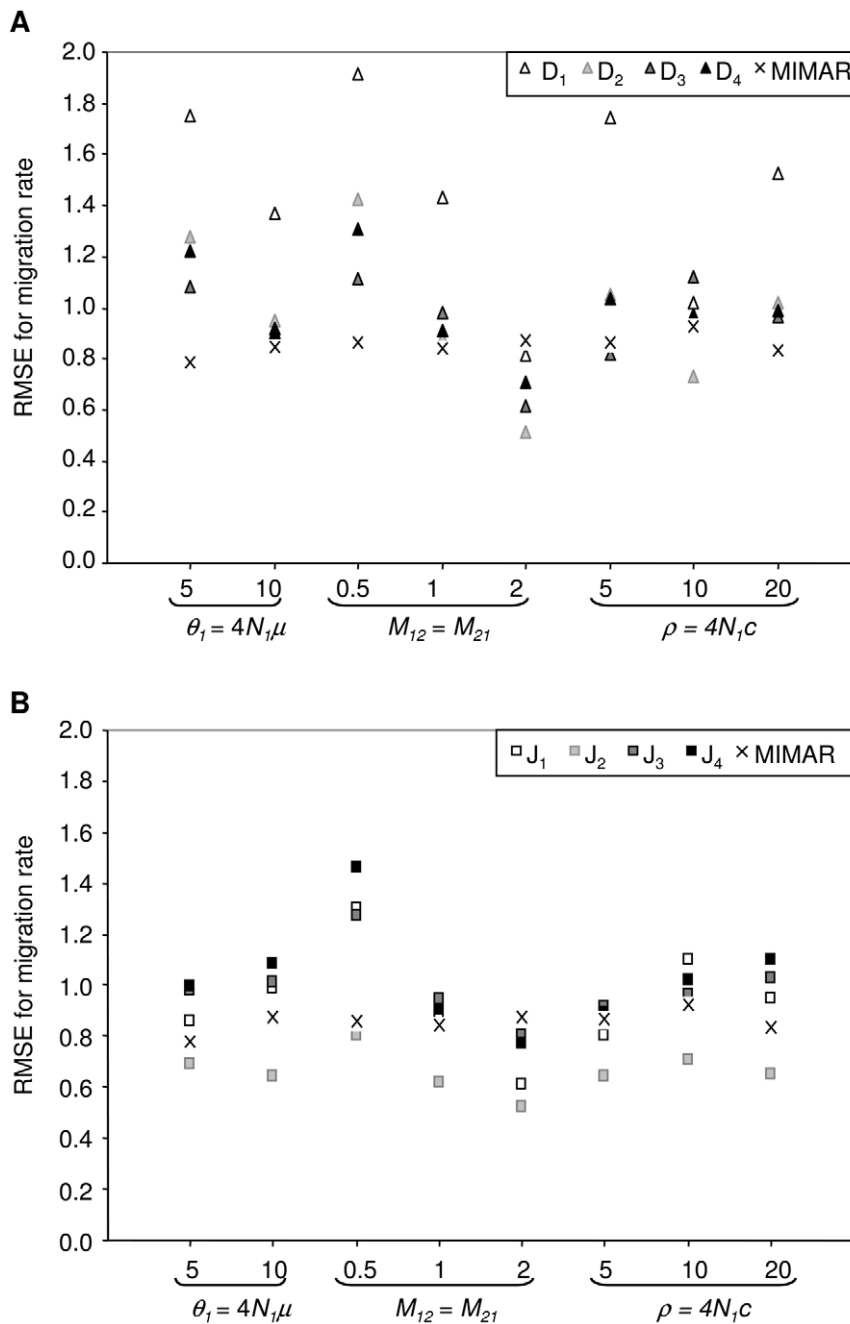 A
2.0
△ D₁ ▲ D₂ ▲ D₃ ▲ D₄ × MIMAR
1.8
1.6
1.4
1.2
1.0
0.8
0.6
0.4
0.2
0.0
RMSE for migration rate
5 10 0.5 1 2 5 10 20
θ₁ = 4N₁μ M₁₂ = M₂₁ ρ = 4N₁c
B
2.0
□ J₁ ■ J₂ ■ J₃ ■ J₄ × MIMAR
1.8
1.6
1.4
1.2
1.0
0.8
0.6
0.4
0.2
0.0
RMSE for migration rate
5 10 0.5 1 2 5 10 20
θ₁ = 4N₁μ M₁₂ = M₂₁ ρ = 4N₁c